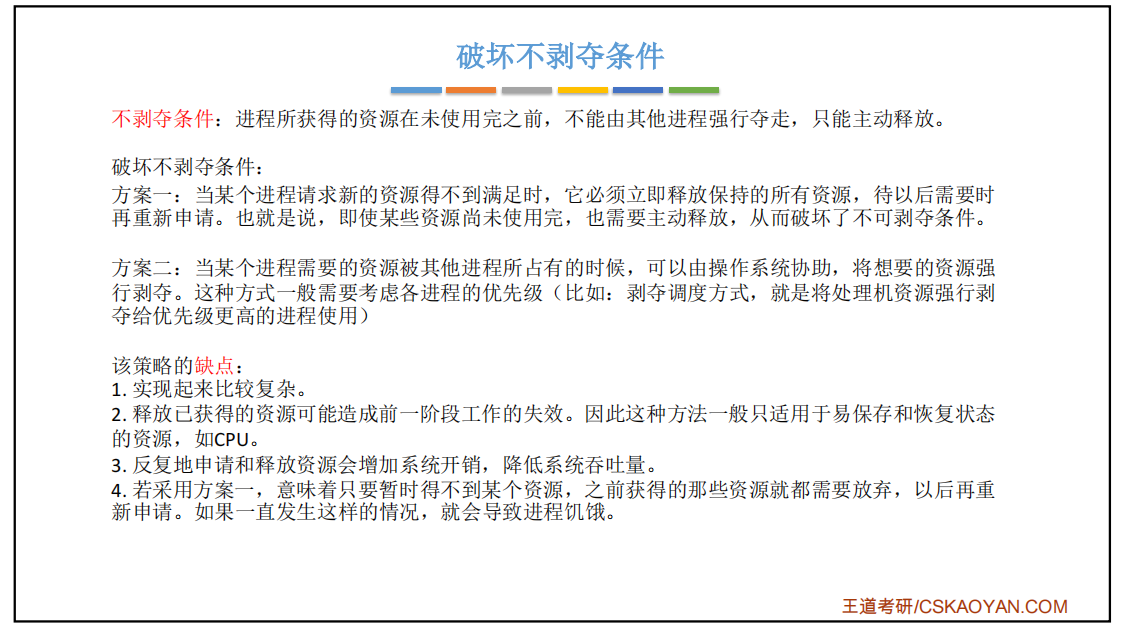 破坏不剥夺条件
不剥夺条件：进程所获得的资源在未使用完之前，不能由其他进程强行夺走，只能主动释放。
破坏不剥夺条件：
方案一：当某个进程请求新的资源得不到满足时，它必须立即释放保持的所有资源，待以后需要时
再重新申请。也就是说，即使某些资源尚未使用完，也需要主动释放，从而破坏了不可剥夺条件。
方案二：当某个进程需要的资源被其他进程所占有的时候，可以由操作系统协助，将想要的资源强
行剥夺。这种方式一般需要考虑各进程的优先级（比如：剥夺调度方式，就是将处理机资源强行剥
夺给优先级更高的进程使用）
该策略的缺点：
1. 实现起来比较复杂。
2. 释放已获得的资源可能造成前一阶段工作的失效。因此这种方法一般只适用于易保存和恢复状态
的资源，如CPU。
3. 反复地申请和释放资源会增加系统开销，降低系统吞吐量。
4. 若采用方案一，意味着只要暂时得不到某个资源，之前获得的那些资源就都需要放弃，以后再重
新申请。如果一直发生这样的情况，就会导致进程饥饿。
王道考研/CSKAOYAN.COM